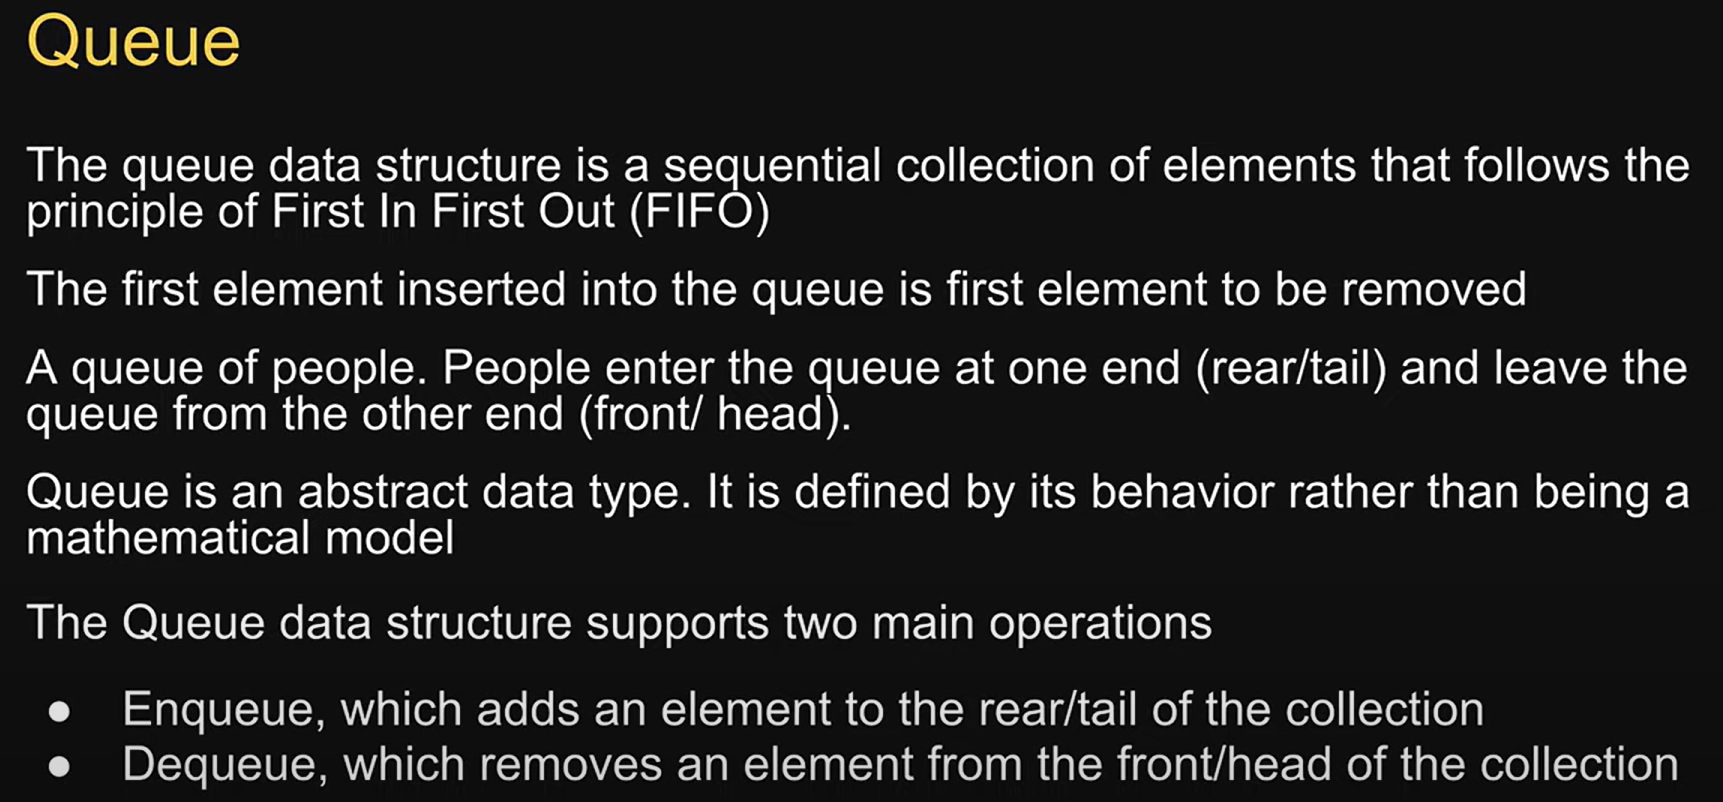 Queue
The queue data structure is a sequential collection of elements that follows the
principle of First In First Out (FIFO)
The first element inserted into the queue is first element to be removed
A queue of people. People enter the queue at one end (rear/tail) and leave the
queue from the other end (front/ head).
Queue is an abstract data type. It is defined by its behavior rather than being a
mathematical model
The Queue data structure supports two main operations
● Enqueue, which adds an element to the rear/tail of the collection
● Dequeue, which removes an element from the front/head of the collection